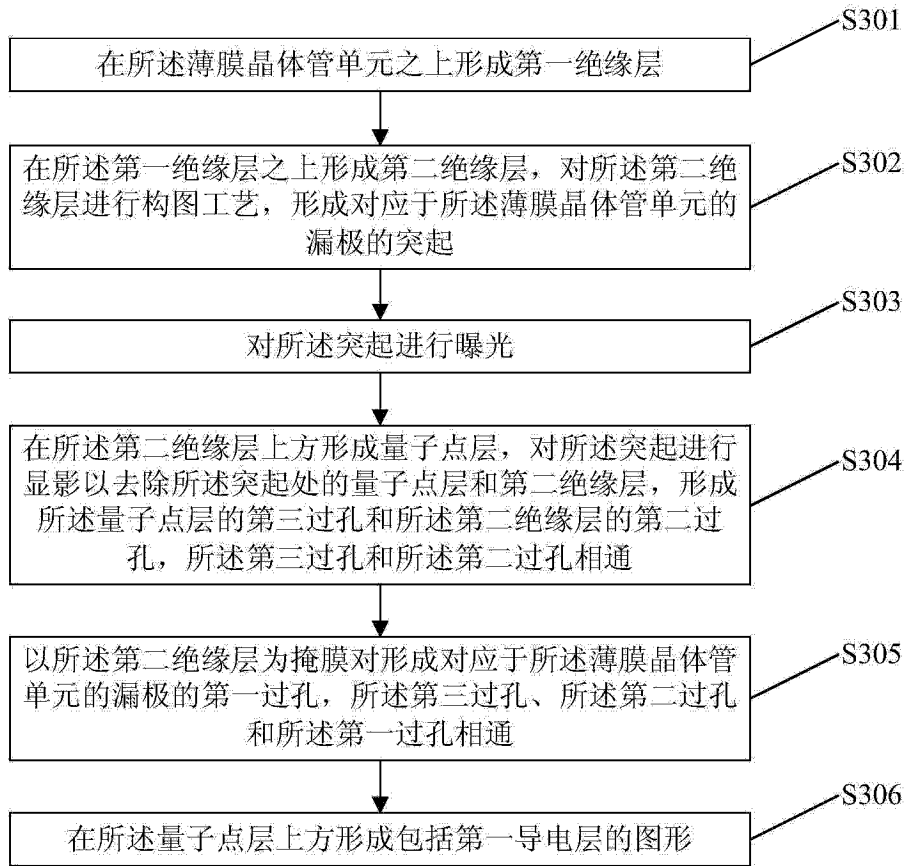 S301
在所述薄膜晶体管单元之上形成第一绝缘层
S302
在所述第一绝缘层之上形成第二绝缘层，对所述第二绝
缘层进行构图工艺，形成对应于所述薄膜晶体管单元的
漏极的突起
S303
对所述突起进行曝光
S304
在所述第二绝缘层上方形成量子点层，对所述突起进行
显影以去除所述突起处的量子点层和第二绝缘层，形成
所述量子点层的第三过孔和所述第二绝缘层的第二过
孔，所述第三过孔和所述第二过孔相通
S305
以所述第二绝缘层为掩膜对形成对应于所述薄膜晶体管
单元的漏极的第一过孔，所述第三过孔、所述第二过孔
和所述第一过孔相通
S306
在所述量子点层上方形成包括第一导电层的图形